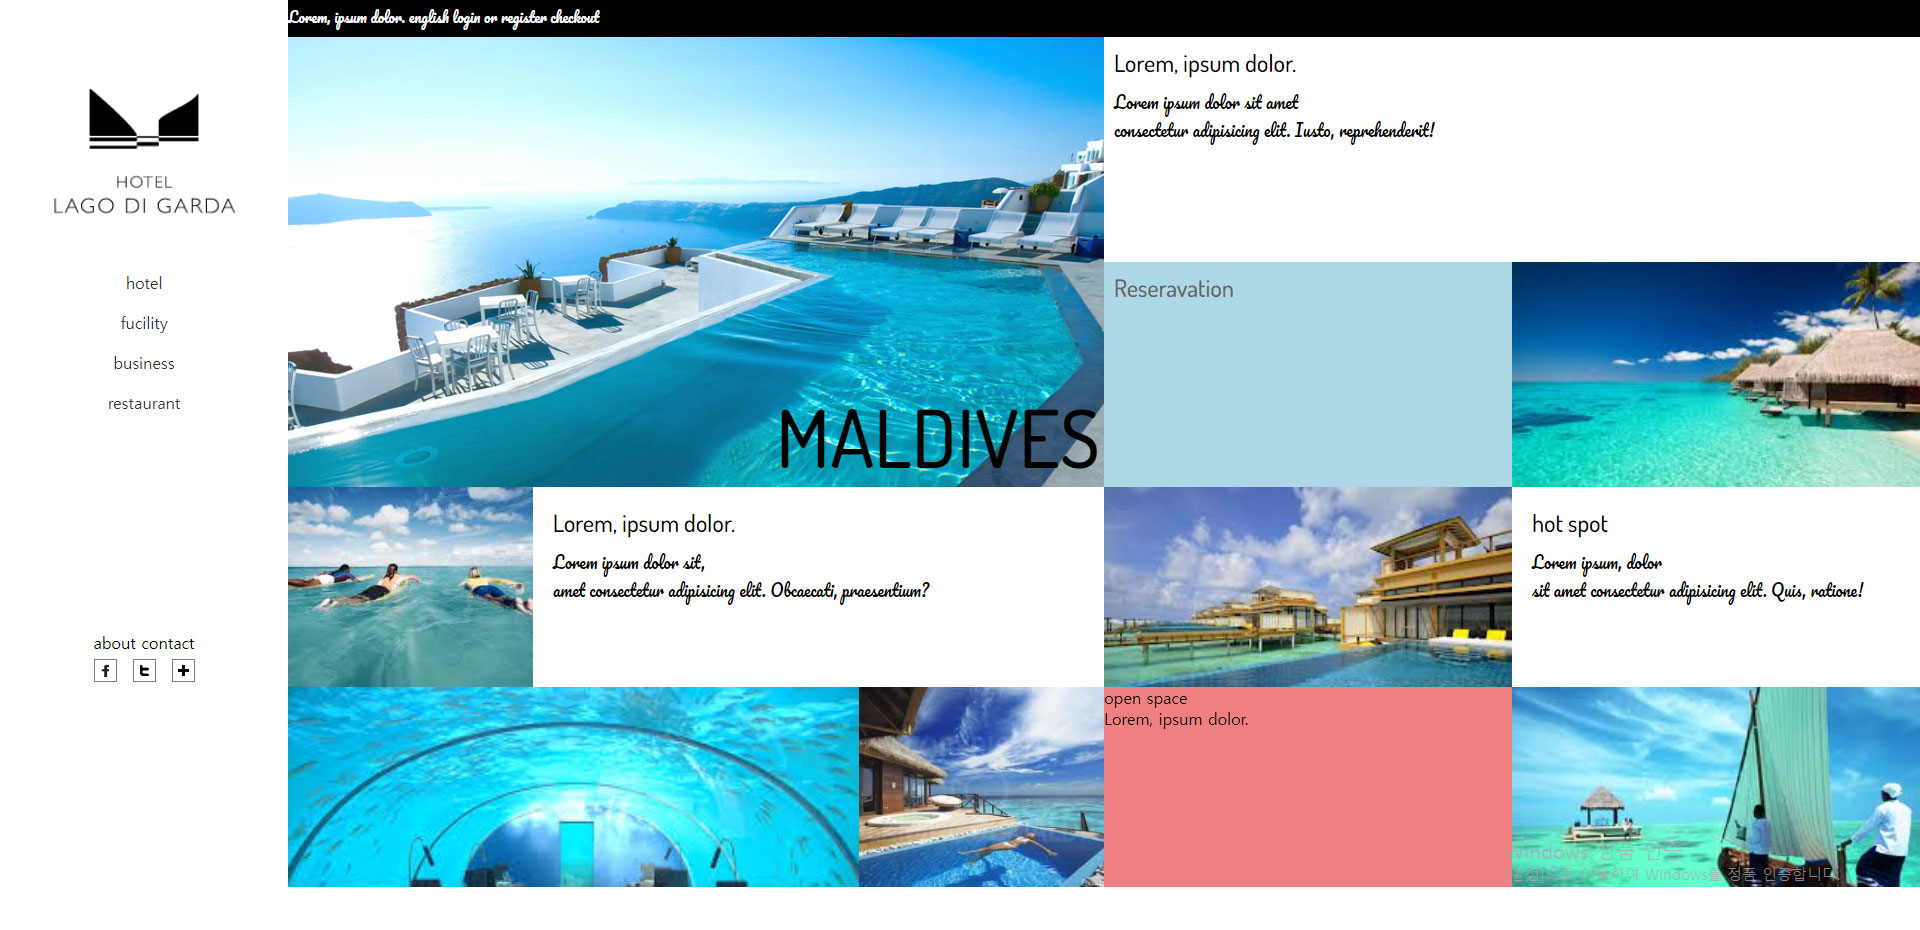 Lorem, ipsum dolor. english login or register checkout
HOTEL
LAGO DI GARDA
hotel
fucility
business
restaurant
about contact
MALDIVES
Lorem, ipsum dolor.
Lorem ipsum dolor sit amet
consectetur adipisicing elit. Iusto, reprehenderit!
Reseravation
Lorem, ipsum dolor.
Lorem ipsum dolor sit,
amet consectetur adipisicing elit. Obcaecati, praesentium?
hot spot
Lorem ipsum, dolor
sit amet consectetur adipisicing elit. Quis, ratione!
open space
Lorem, ipsum dolor.
Windows 정품 인증
Windows를 정품 인증합니다